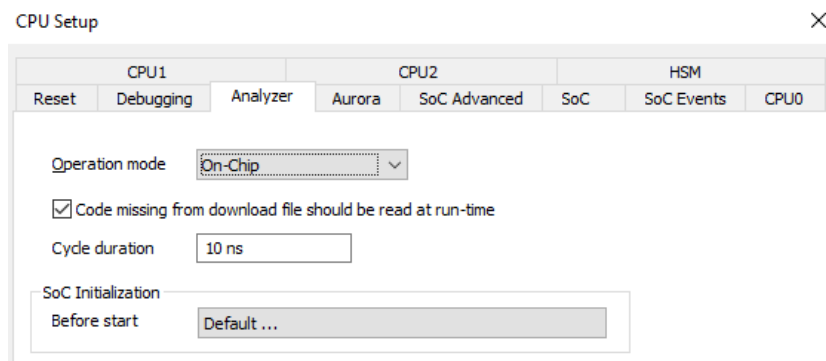 CPU Setup
CPU1 CPU2 HSM
Reset Debugging Analyzer Aurora SoC Advanced SoC SoC Events CPU0
Operation mode On-Chip
Code missing from download file should be read at run-time
Cycle duration 10 ns
SoC Initialization
Before start Default ...